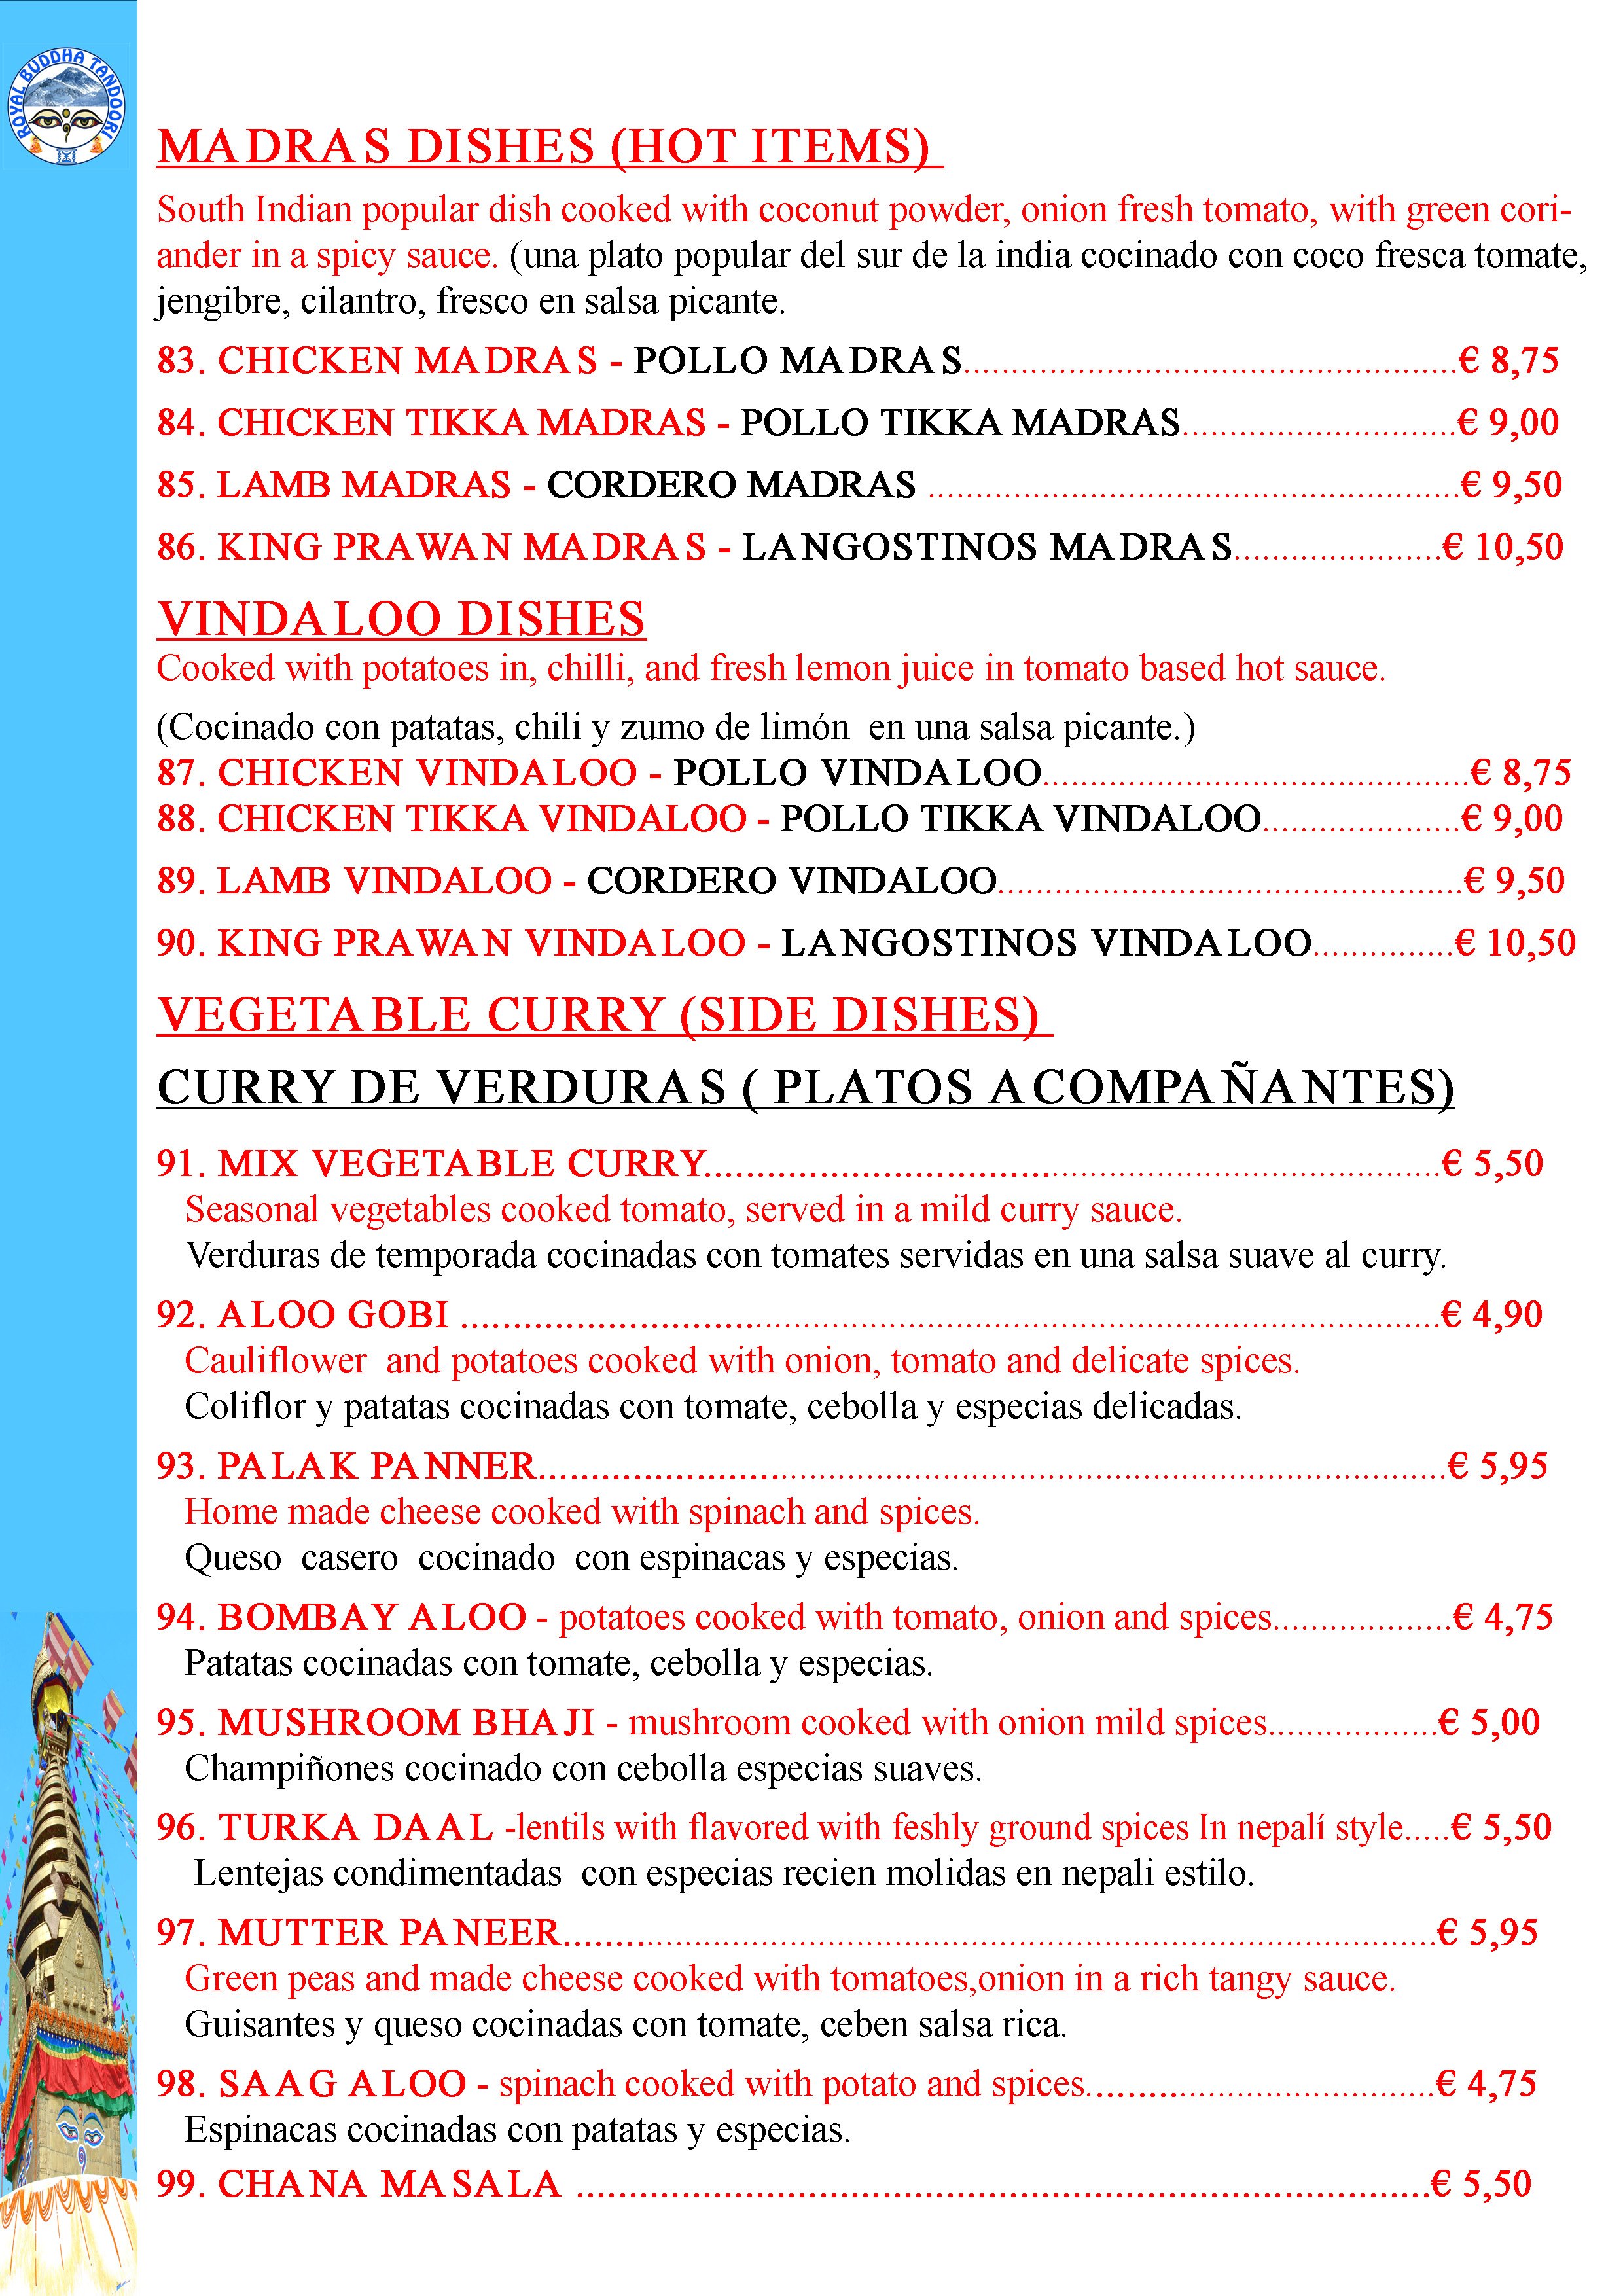 ROYAL BUDDHA TANDOORI
MADRAS DISHES (HOT ITEMS)
South Indian popular dish cooked with coconut powder, onion fresh tomato, with green cori-
ander in a spicy sauce. (una plato popular del sur de la india cocinado con coco fresca tomate,
jengibre, cilantro, fresco en salsa picante.
83. CHICKEN MADRAS - POLLO MADRAS....................................................€ 8,75
84. CHICKEN TIKKA MADRAS - POLLO TIKKA MADRAS.............................€ 9,00
85. LAMB MADRAS - CORDERO MADRAS ........................................................€ 9,50
86. KING PRAWAN MADRAS - LANGOSTINOS MADRAS......................€ 10,50
VINDALOO DISHES
Cooked with potatoes in, chilli, and fresh lemon juice in tomato based hot sauce.
(Cocinado con patatas, chili y zumo de limón en una salsa picante.)
87. CHICKEN VINDALOO - POLLO VINDALOO.............................................€ 8,75
88. CHICKEN TIKKA VINDALOO - POLLO TIKKA VINDALOO.....................€ 9,00
89. LAMB VINDALOO - CORDERO VINDALOO.................................................€ 9,50
90. KING PRAWAN VINDALOO - LANGOSTINOS VINDALOO...............€ 10,50
VEGETABLE CURRY (SIDE DISHES)
CURRY DE VERDURAS ( PLATOS ACOMPAÑANTES)
91. MIX VEGETABLE CURRY..........................................................................€ 5,50
Seasonal vegetables cooked tomato, served in a mild curry sauce.
Verduras de temporada cocinadas con tomates servidas en una salsa suave al curry.
92. ALOO GOBI ....................................................................................................€ 4,90
Cauliflower and potatoes cooked with onion, tomato and delicate spices.
Coliflor y patatas cocinadas con tomate, cebolla y especias delicadas.
93. PALAK PANNER.............................................................................................€ 5,95
Home made cheese cooked with spinach and spices.
Queso casero cocinado con espinacas y especias.
94. BOMBAY ALOO - potatoes cooked with tomato, onion and spices...................€ 4,75
Patatas cocinadas con tomate, cebolla y especias.
95. MUSHROOM BHAJI - mushroom cooked with onion mild spices..................€ 5,00
Champiñones cocinado con cebolla especias suaves.
96. TURKA DAAL -lentils with flavored with feshly ground spices In nepalí style.....€ 5,50
Lentejas condimentadas con especias recien molidas en nepali estilo.
97. MUTTER PANEER..........................................................................................€ 5,95
Green peas and made cheese cooked with tomatoes,onion in a rich tangy sauce.
Guisantes y queso cocinadas con tomate, ceben salsa rica.
98. SAAG ALOO - spinach cooked with potato and spices....................................€ 4,75
Espinacas cocinadas con patatas y especias.
99. CHANA MASALA ...................................................................................€ 5,50